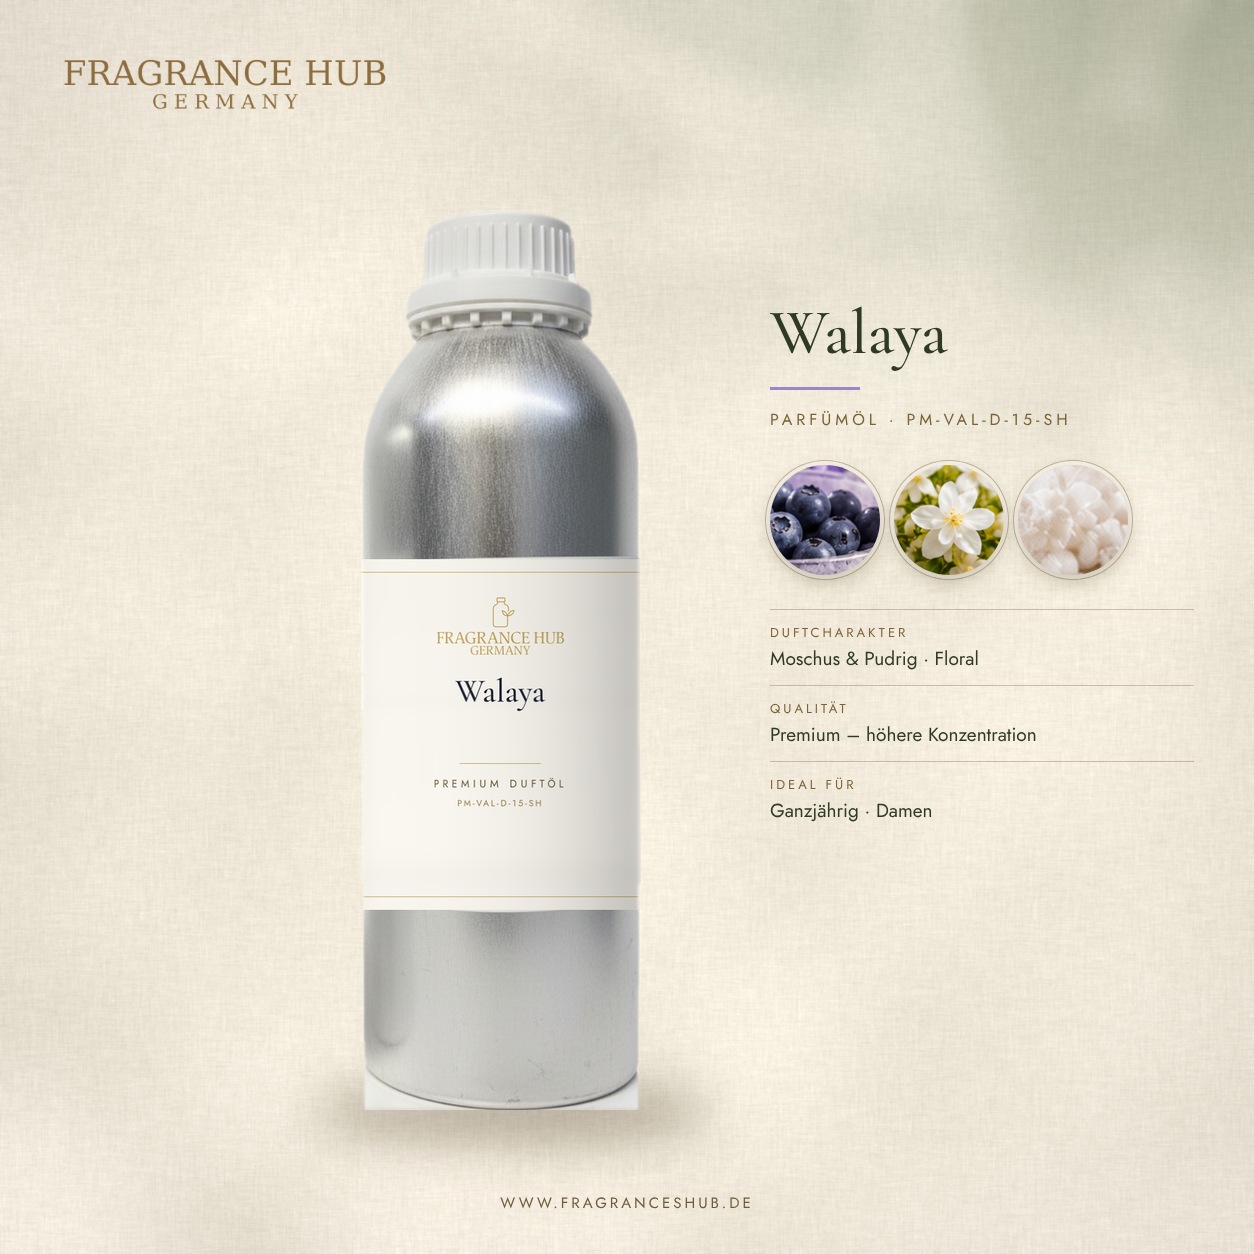 FRAGRANCE HUB
GERMANY
Walaya
PARFÜMÖL · PM-VAL-D-15-SH
DUFTCHARAKTER
Moschus & Pudrig · Floral
QUALITÄT
Premium – höhere Konzentration
IDEAL FÜR
Ganzjährig · Damen
FRAGRANCE HUB
GERMANY
Walaya
PREMIUM DUFTÖL
PM-VAL-D-15-SH
WWW.FRAGRANCESHUB.DE